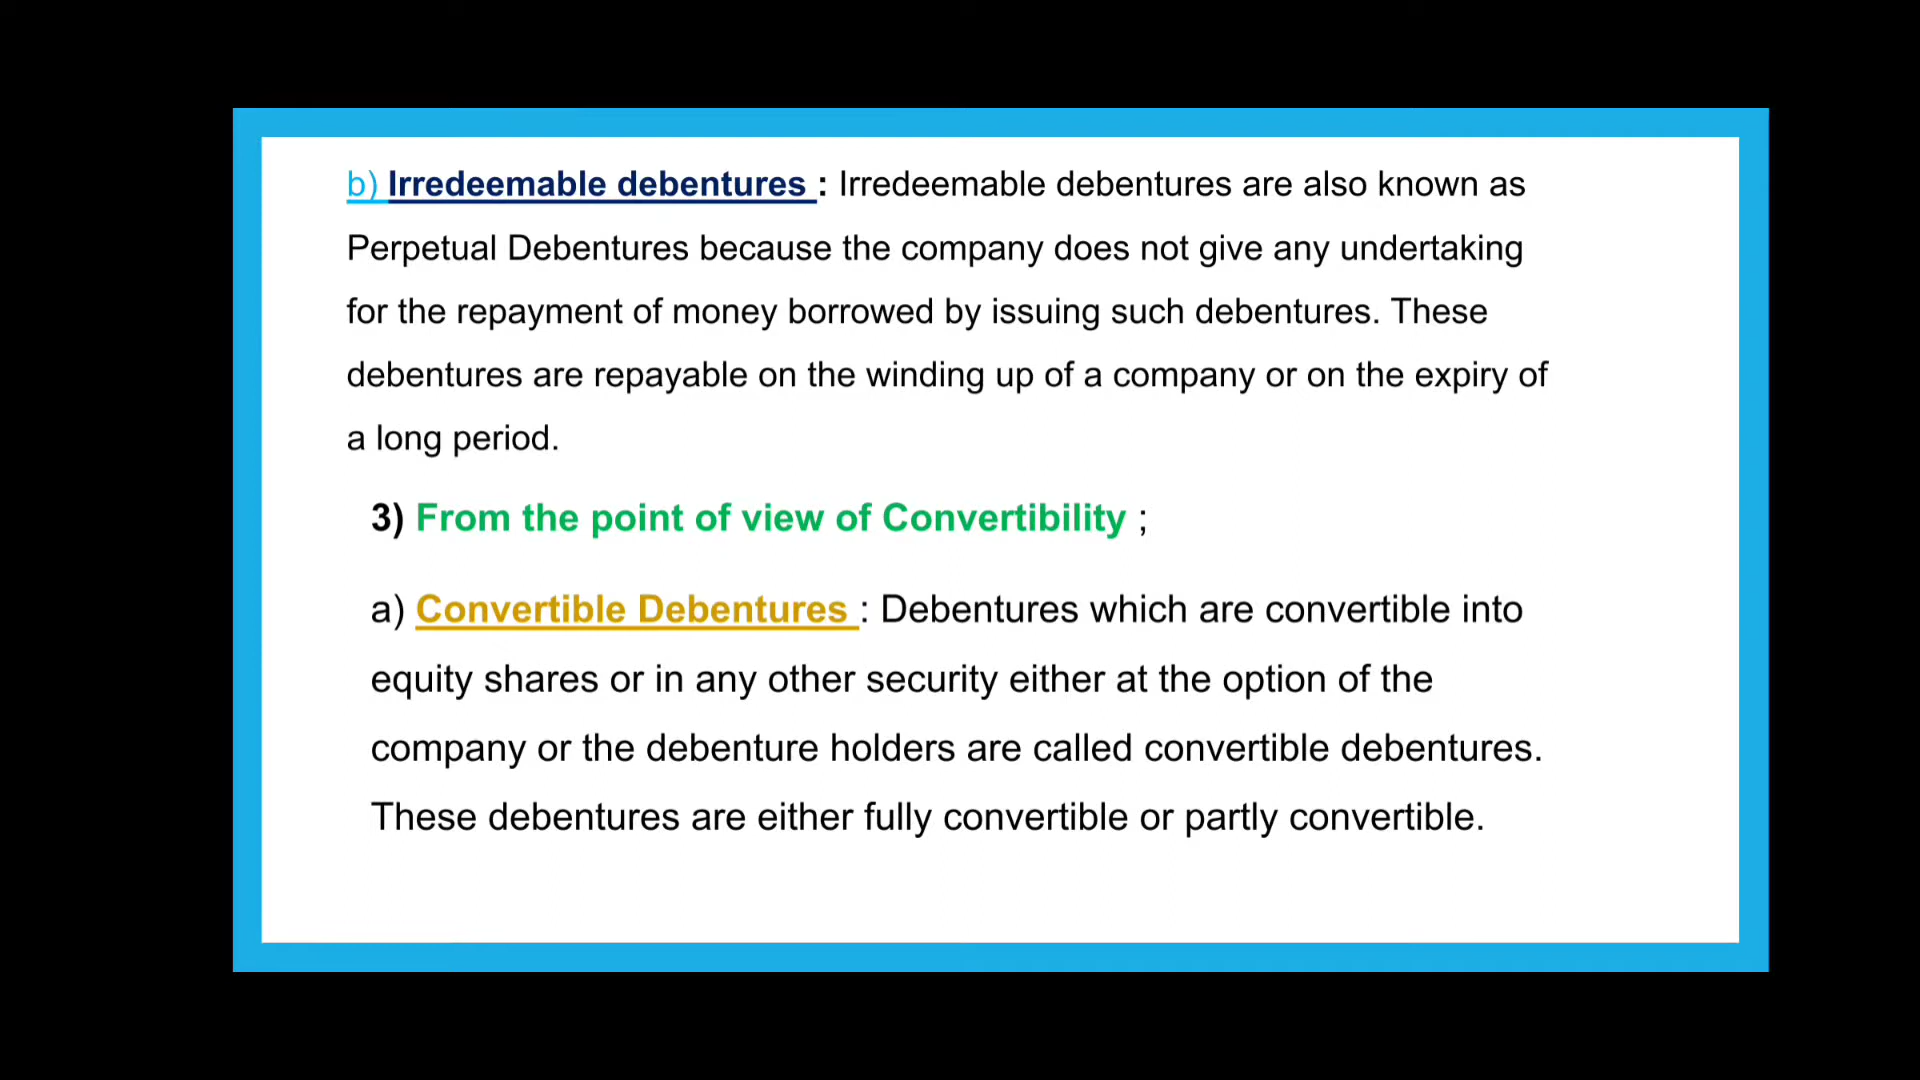 b) Irredeemable debentures : Irredeemable debentures are also known as
Perpetual Debentures because the company does not give any undertaking
for the repayment of money borrowed by issuing such debentures. These
debentures are repayable on the winding up of a company or on the expiry of
a long period.
3) From the point of view of Convertibility ;
a) Convertible Debentures : Debentures which are convertible into
equity shares or in any other security either at the option of the
company or the debenture holders are called convertible debentures.
These debentures are either fully convertible or partly convertible.